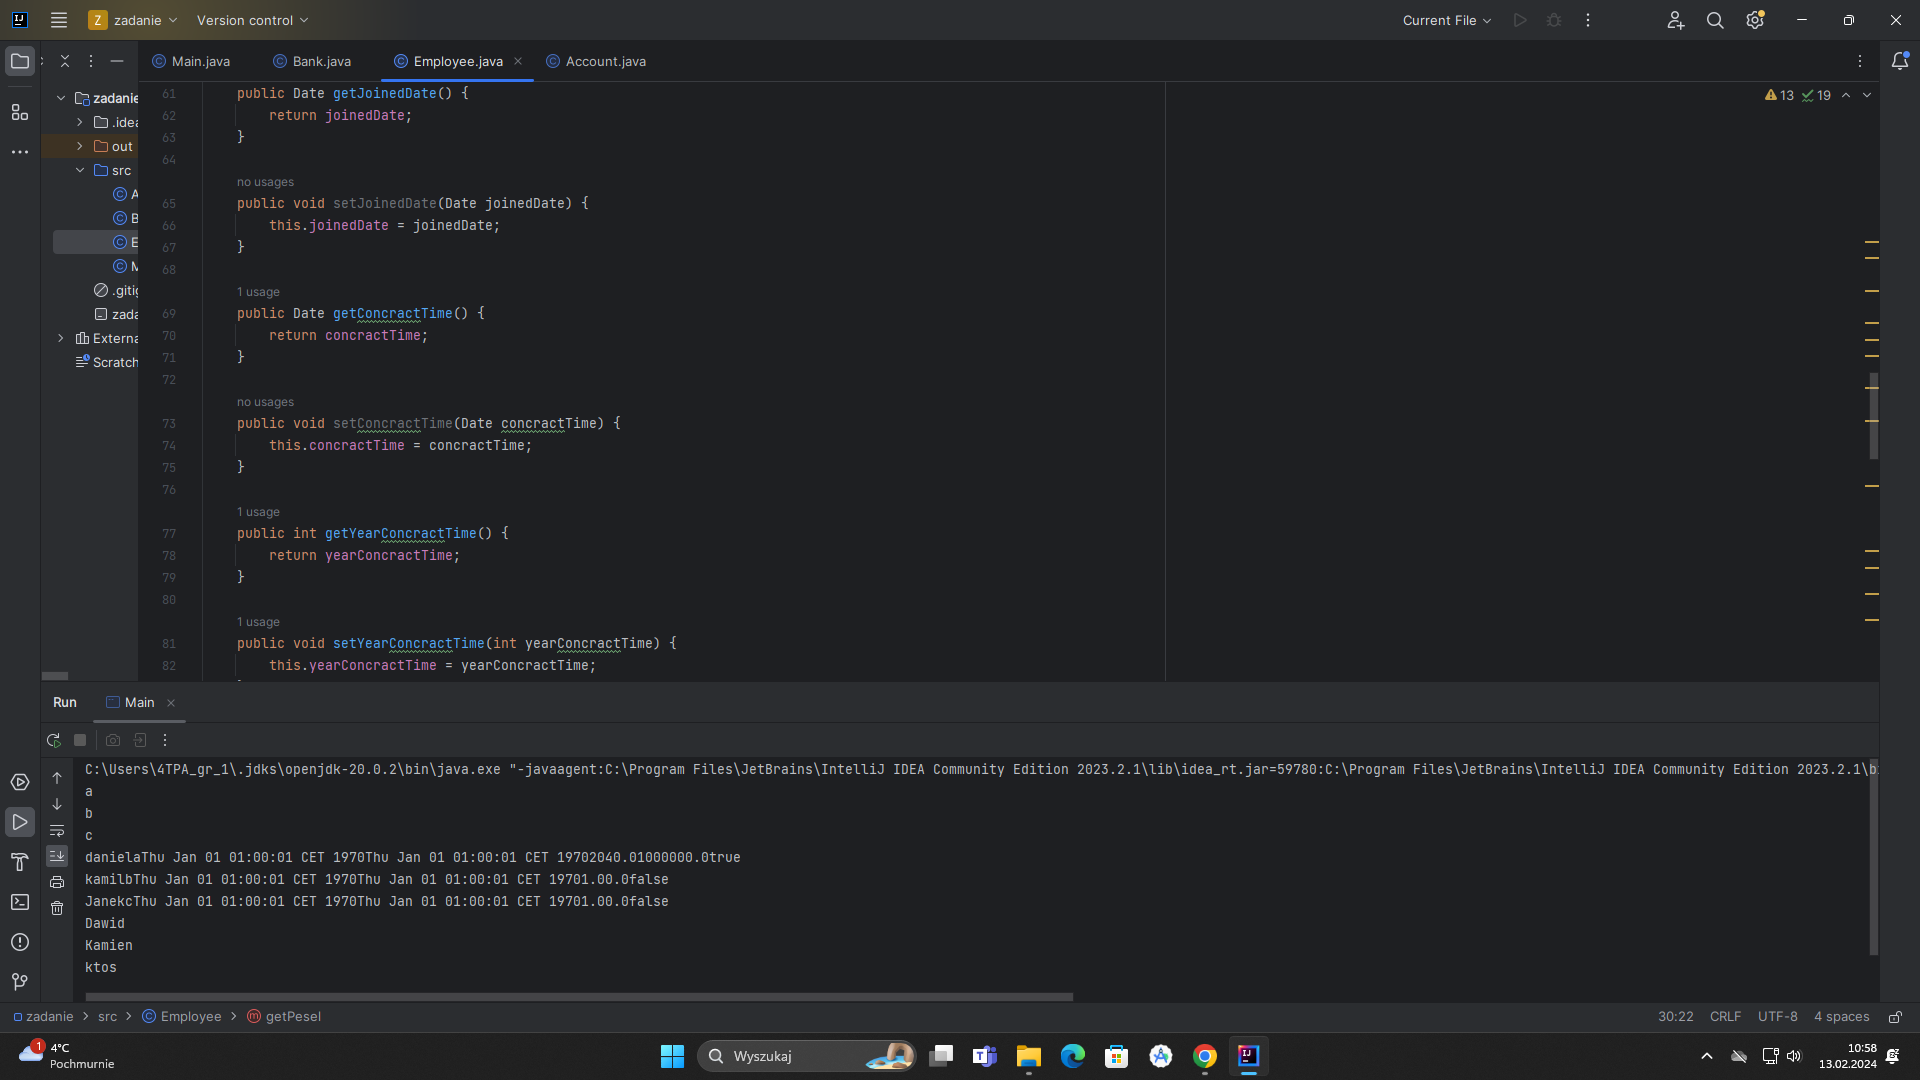 Z zadanie Version control Current File
Main.java Bank.java Employee.java Account.java
13 19
zadanie
.idea
out
src
A
B
E
M
.gitig
zada
Externa
Scratch
61 public Date getJoinedDate() {
62 return joinedDate;
63 }
64
no usages
65 public void setJoinedDate(Date joinedDate) {
66 this.joinedDate = joinedDate;
67 }
68
1 usage
69 public Date getConcractTime() {
70 return concractTime;
71 }
72
no usages
73 public void setConcractTime(Date concractTime) {
74 this.concractTime = concractTime;
75 }
76
1 usage
77 public int getYearConcractTime() {
78 return yearConcractTime;
79 }
80
1 usage
81 public void setYearConcractTime(int yearConcractTime) {
82 this.yearConcractTime = yearConcractTime;
Run Main
C:\Users\4TPA_gr_1\.jdks\openjdk-20.0.2\bin\java.exe "-javaagent:C:\Program Files\JetBrains\IntelliJ IDEA Community Edition 2023.2.1\lib\idea_rt.jar=59780:C:\Program Files\JetBrains\IntelliJ IDEA Community Edition 2023.2.1\b
a
b
c
danielaThu Jan 01 01:00:01 CET 1970Thu Jan 01 01:00:01 CET 19702040.01000000.0true
kamilbThu Jan 01 01:00:01 CET 1970Thu Jan 01 01:00:01 CET 19701.00.0false
JanekcThu Jan 01 01:00:01 CET 1970Thu Jan 01 01:00:01 CET 19701.00.0false
Dawid
Kamien
ktos
zadanie > src > Employee > getPesel 30:22 CRLF UTF-8 4 spaces
1 4°C
Pochmurnie
Wyszukaj
10:58
13.02.2024